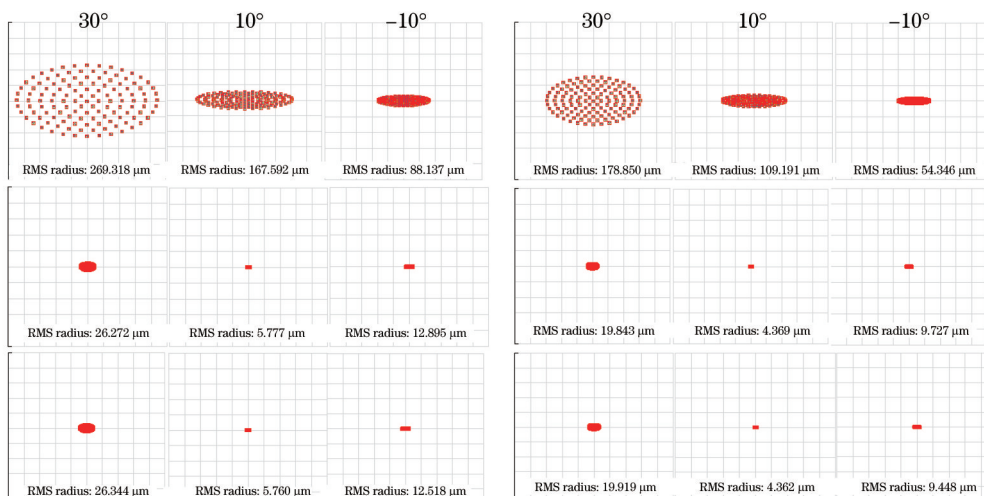 30° 10° –10°
RMS radius: 269.318 μm RMS radius: 167.592 μm RMS radius: 88.137 μm
RMS radius: 26.272 μm RMS radius: 5.777 μm RMS radius: 12.895 μm
RMS radius: 26.344 μm RMS radius: 5.760 μm RMS radius: 12.518 μm
30° 10° –10°
RMS radius: 178.850 μm RMS radius: 109.191 μm RMS radius: 54.346 μm
RMS radius: 19.843 μm RMS radius: 4.369 μm RMS radius: 9.727 μm
RMS radius: 19.919 μm RMS radius: 4.362 μm RMS radius: 9.448 μm